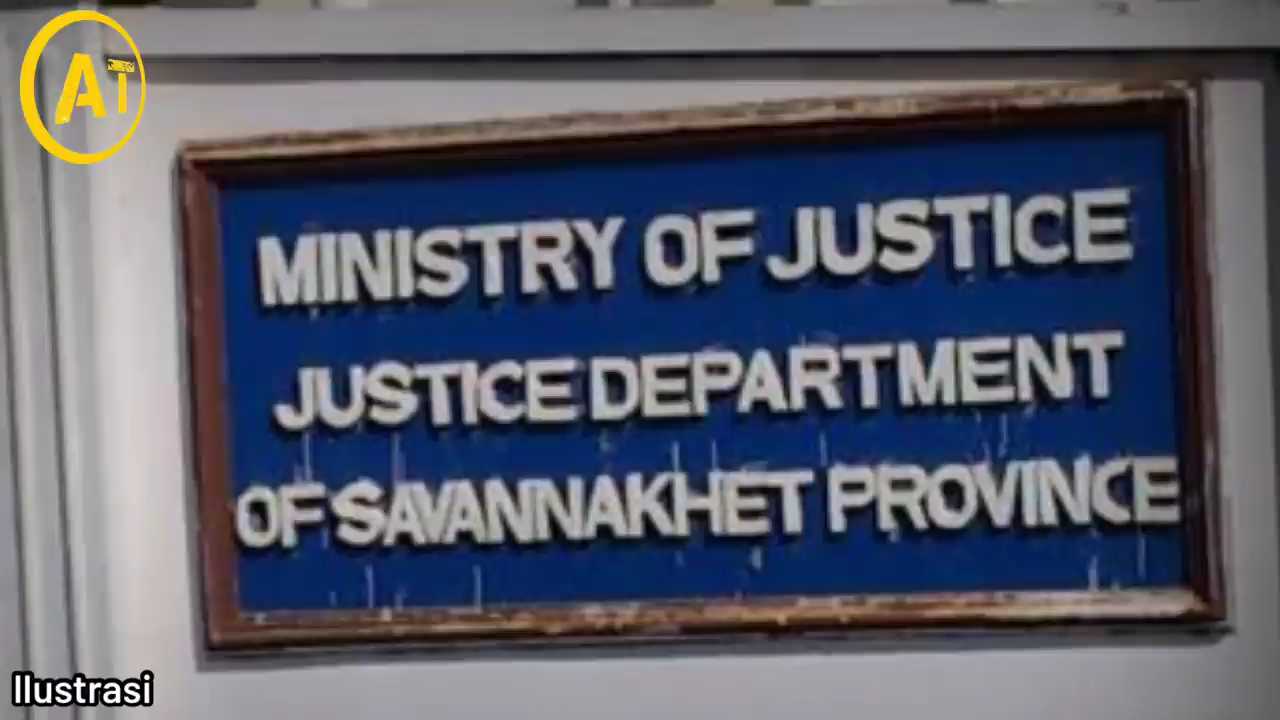 AT
MINISTRY OF JUSTICE
JUSTICE DEPARTMENT
OF SAVANNAKHET PROVINCE
Ilustrasi